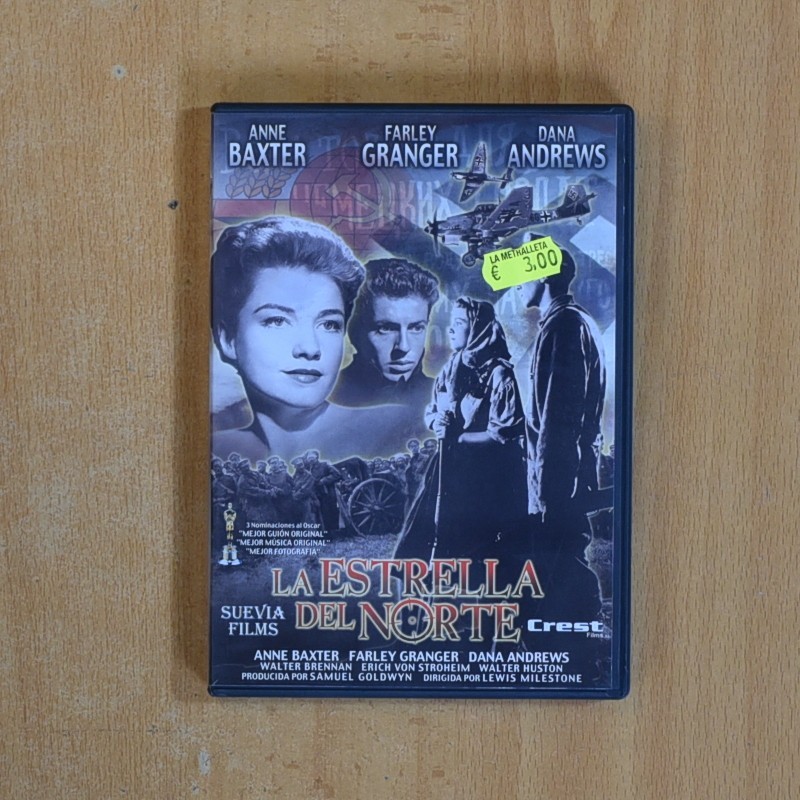 ANNE BAXTER
FARLEY GRANGER
DANA ANDREWS
LA METRALLETA
€ 3,00
3 Nominaciones al Oscar
"MEJOR GUIÓN ORIGINAL"
"MEJOR MÚSICA ORIGINAL"
"MEJOR FOTOGRAFIA"
LA ESTRELLA
DEL NORTE
SUEVIA
FILMS
Crest
Films
ANNE BAXTER FARLEY GRANGER DANA ANDREWS
WALTER BRENNAN ERICH VON STROHEIM WALTER HUSTON
PRODUCIDA POR SAMUEL GOLDWYN DIRIGIDA POR LEWIS MILESTONE